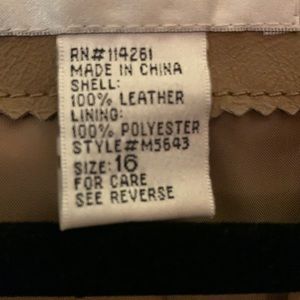 RN#114261
MADE IN CHINA
SHELL:
100% LEATHER
LINING:
100% POLYESTER
STYLE#M5643
SIZE: 16
FOR CARE
SEE REVERSE